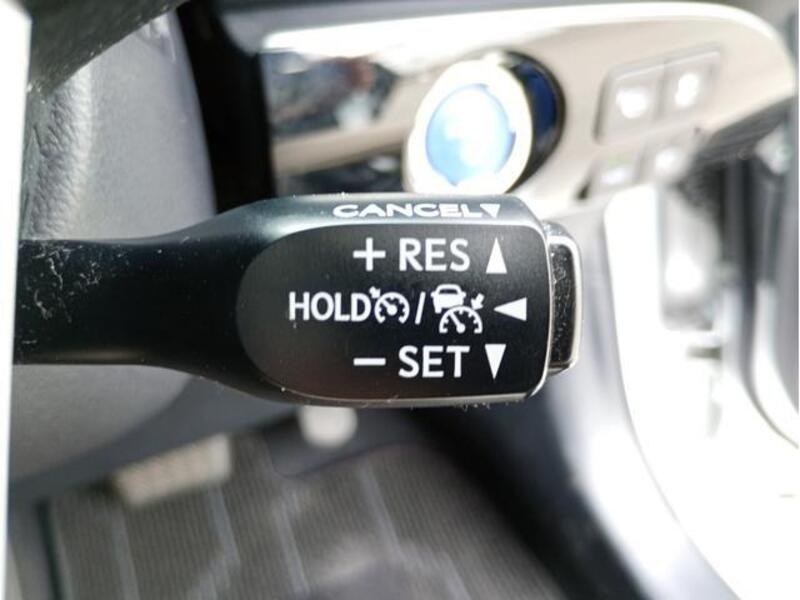 CANCEL▼
+ RES ▲
HOLD / ◀
− SET ▼